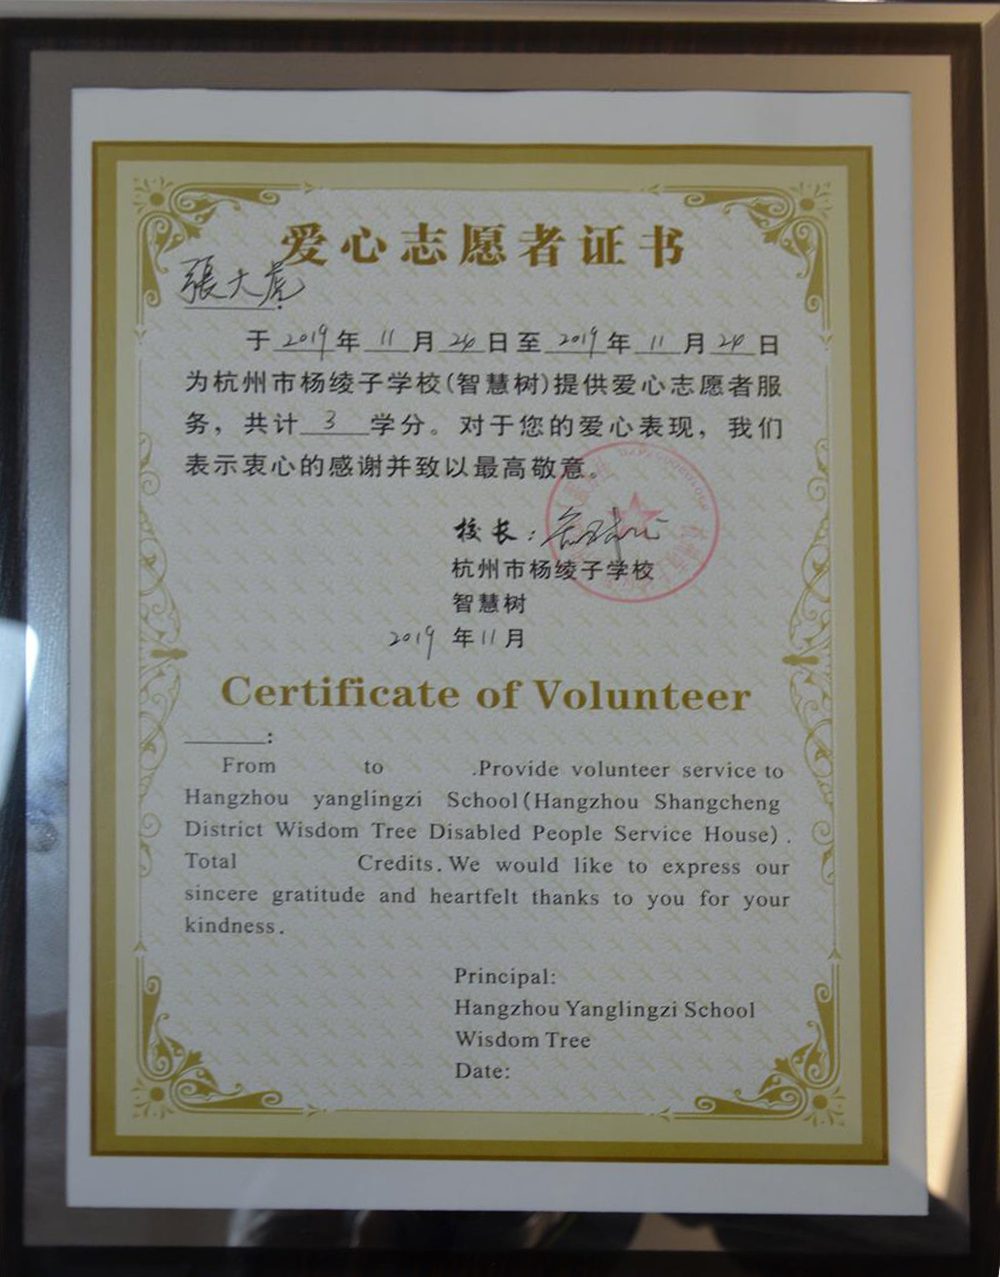 爱心志愿者证书
張大虎:
于2019年11月24日至2019年11月24日
为杭州市杨绫子学校(智慧树)提供爱心志愿者服
务，共计3学分。对于您的爱心表现，我们
表示衷心的感谢并致以最高敬意。
校长:
杭州市杨绫子学校
智慧树
2019年11月
Certificate of Volunteer
______:
From to .Provide volunteer service to
Hangzhou yanglingzi School(Hangzhou Shangcheng
District Wisdom Tree Disabled People Service House).
Total Credits.We would like to express our
sincere gratitude and heartfelt thanks to you for your
kindness.
Principal:
Hangzhou Yanglingzi School
Wisdom Tree
Date: